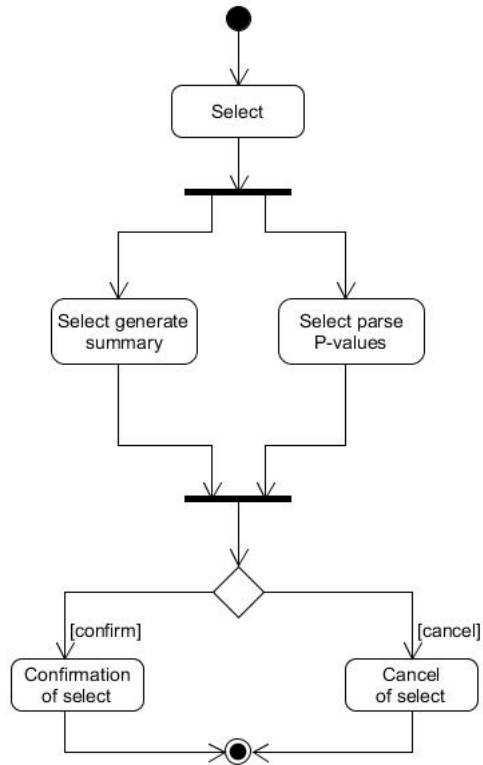 Select
Select generate
summary
Select parse
P-values
[confirm]
[cancel]
Confirmation
of select
Cancel
of select